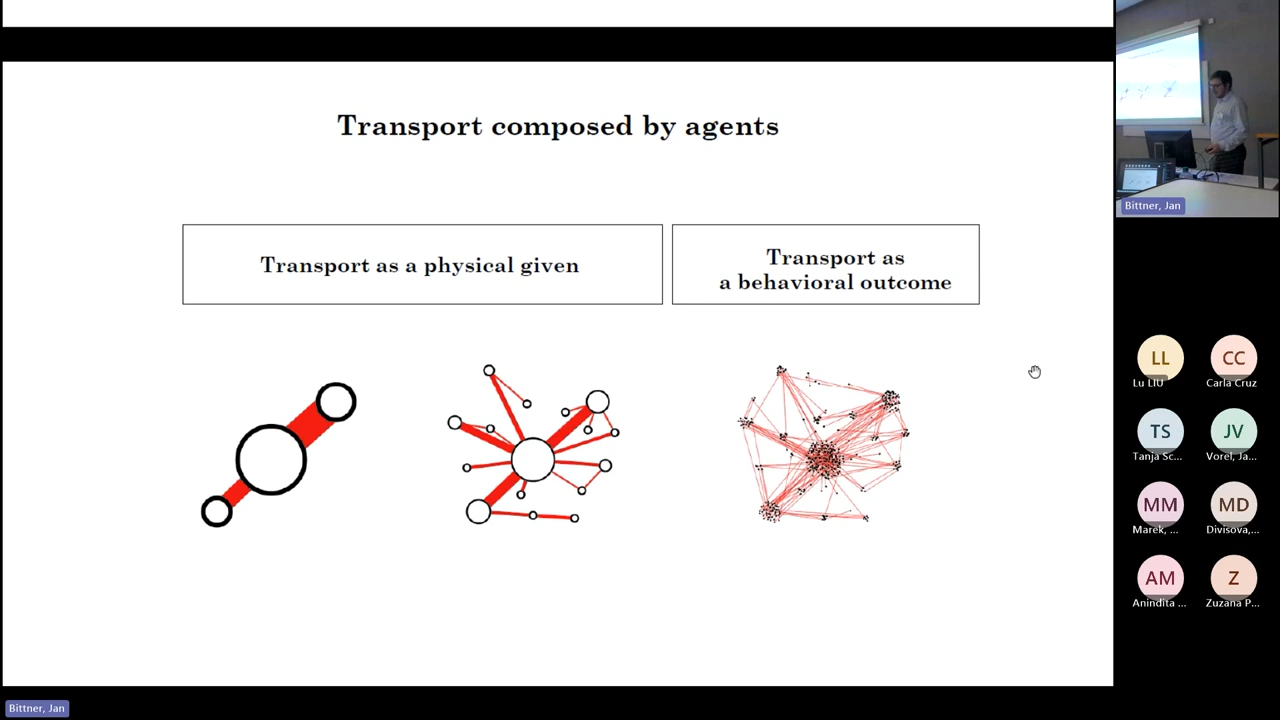 Transport composed by agents
Transport as a physical given
Transport as
a behavioral outcome
Bittner, Jan
LL
CC
Lu LIU
Carla Cruz
TS
JV
Tanja Sc...
Vorel, Ja...
MM
MD
Marek, ...
Divisova,...
AM
Z
Anindita ...
Zuzana P...
Bittner, Jan